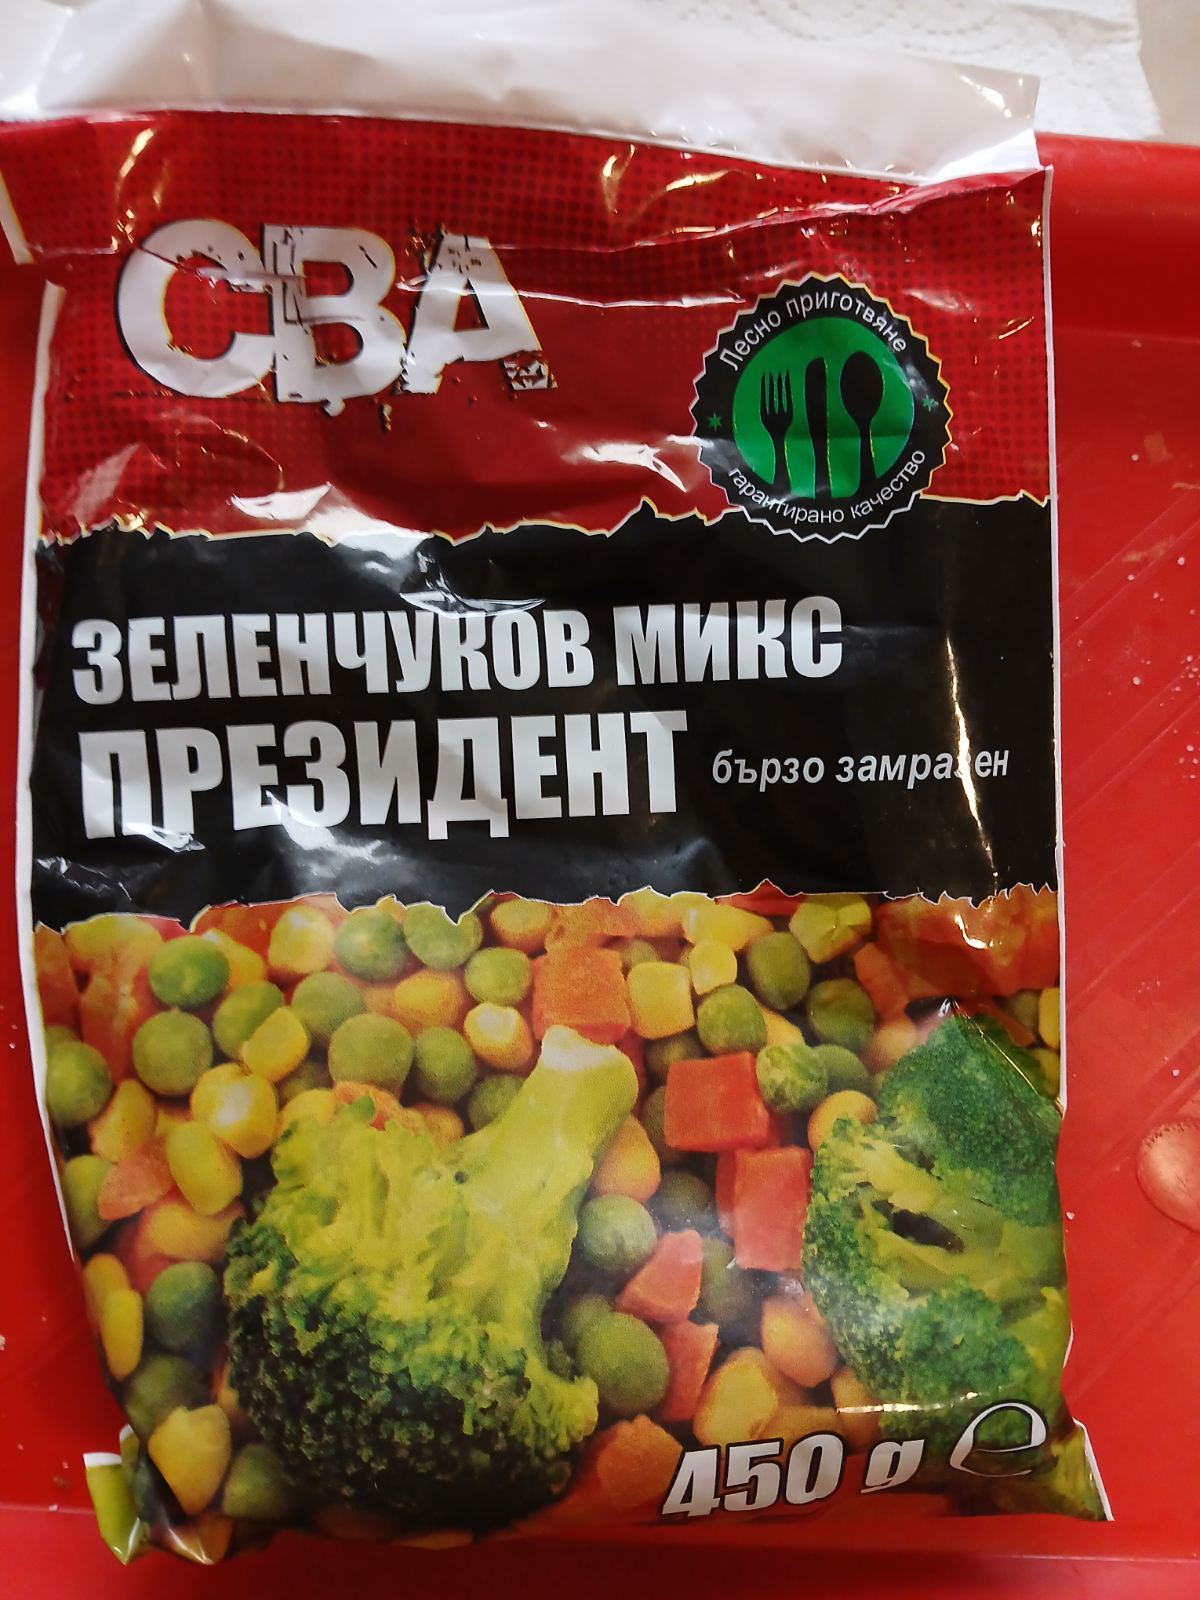 CBA
Лесно приготвяне
гарантирано качество
ЗЕЛЕНЧУКОВ МИКС
ПРЕЗИДЕНТ
бързо замразен
450 g e